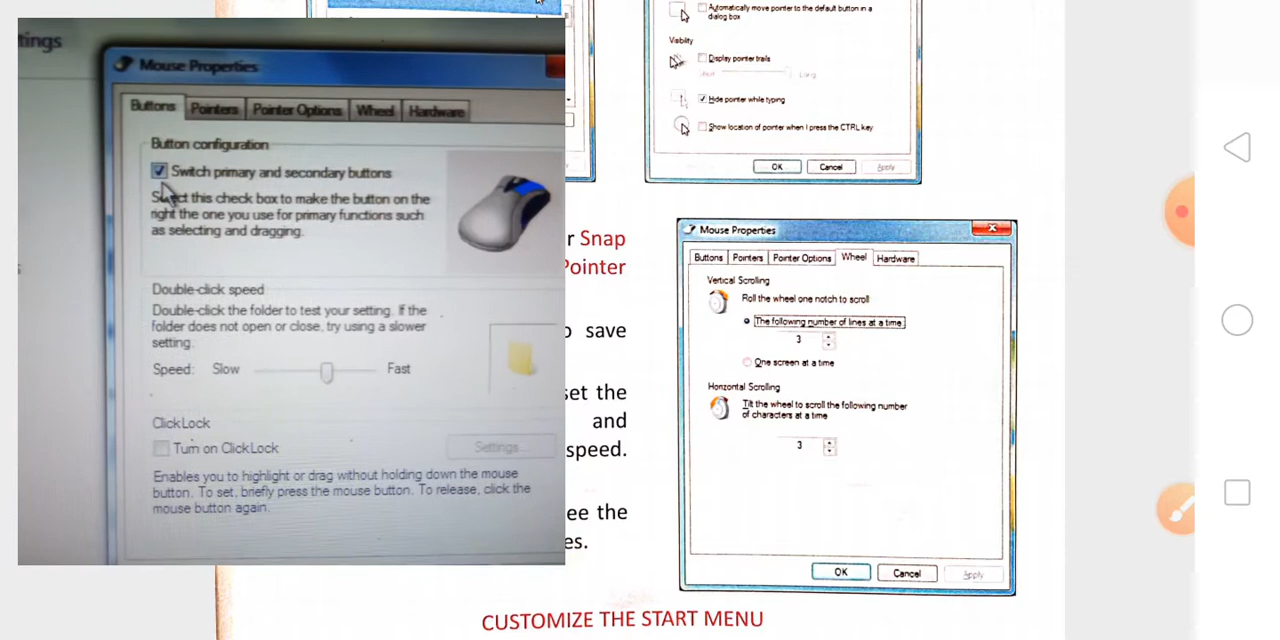 tings
Mouse Properties
Buttons Pointers Pointer Options Wheel Hardware
Button configuration
Switch primary and secondary buttons
Select this check box to make the button on the
right the one you use for primary functions such
as selecting and dragging.
Double-click speed
Double-click the folder to test your setting. If the
folder does not open or close, try using a slower
setting.
Speed: Slow Fast
ClickLock
Turn on ClickLock
Settings...
Enables you to highlight or drag without holding down the mouse
button. To set, briefly press the mouse button. To release, click the
mouse button again.
Automatically move pointer to the default button in a
dialog box
Visibility
Display pointer trails
Long
Hide pointer while typing
Show location of pointer when I press the CTRL key
OK Cancel Apply
r Snap
Pointer
o save
set the
and
speed.
ee the
es.
Mouse Properties
Buttons Pointers Pointer Options Wheel Hardware
Vertical Scrolling
Roll the wheel one notch to scroll
The following number of lines at a time
3
One screen at a time
Horizontal Scrolling
Tilt the wheel to scroll the following number
of characters at a time
3
OK Cancel Apply
CUSTOMIZE THE START MENU